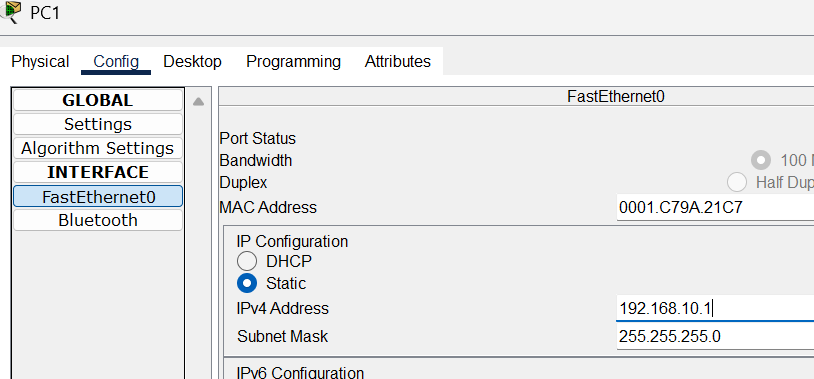 PC1
Physical Config Desktop Programming Attributes
GLOBAL
Settings
Algorithm Settings
INTERFACE
FastEthernet0
Bluetooth
FastEthernet0
Port Status
Bandwidth 100
Duplex Half Dup
MAC Address 0001.C79A.21C7
IP Configuration
DHCP
Static
IPv4 Address 192.168.10.1
Subnet Mask 255.255.255.0
IPv6 Configuration